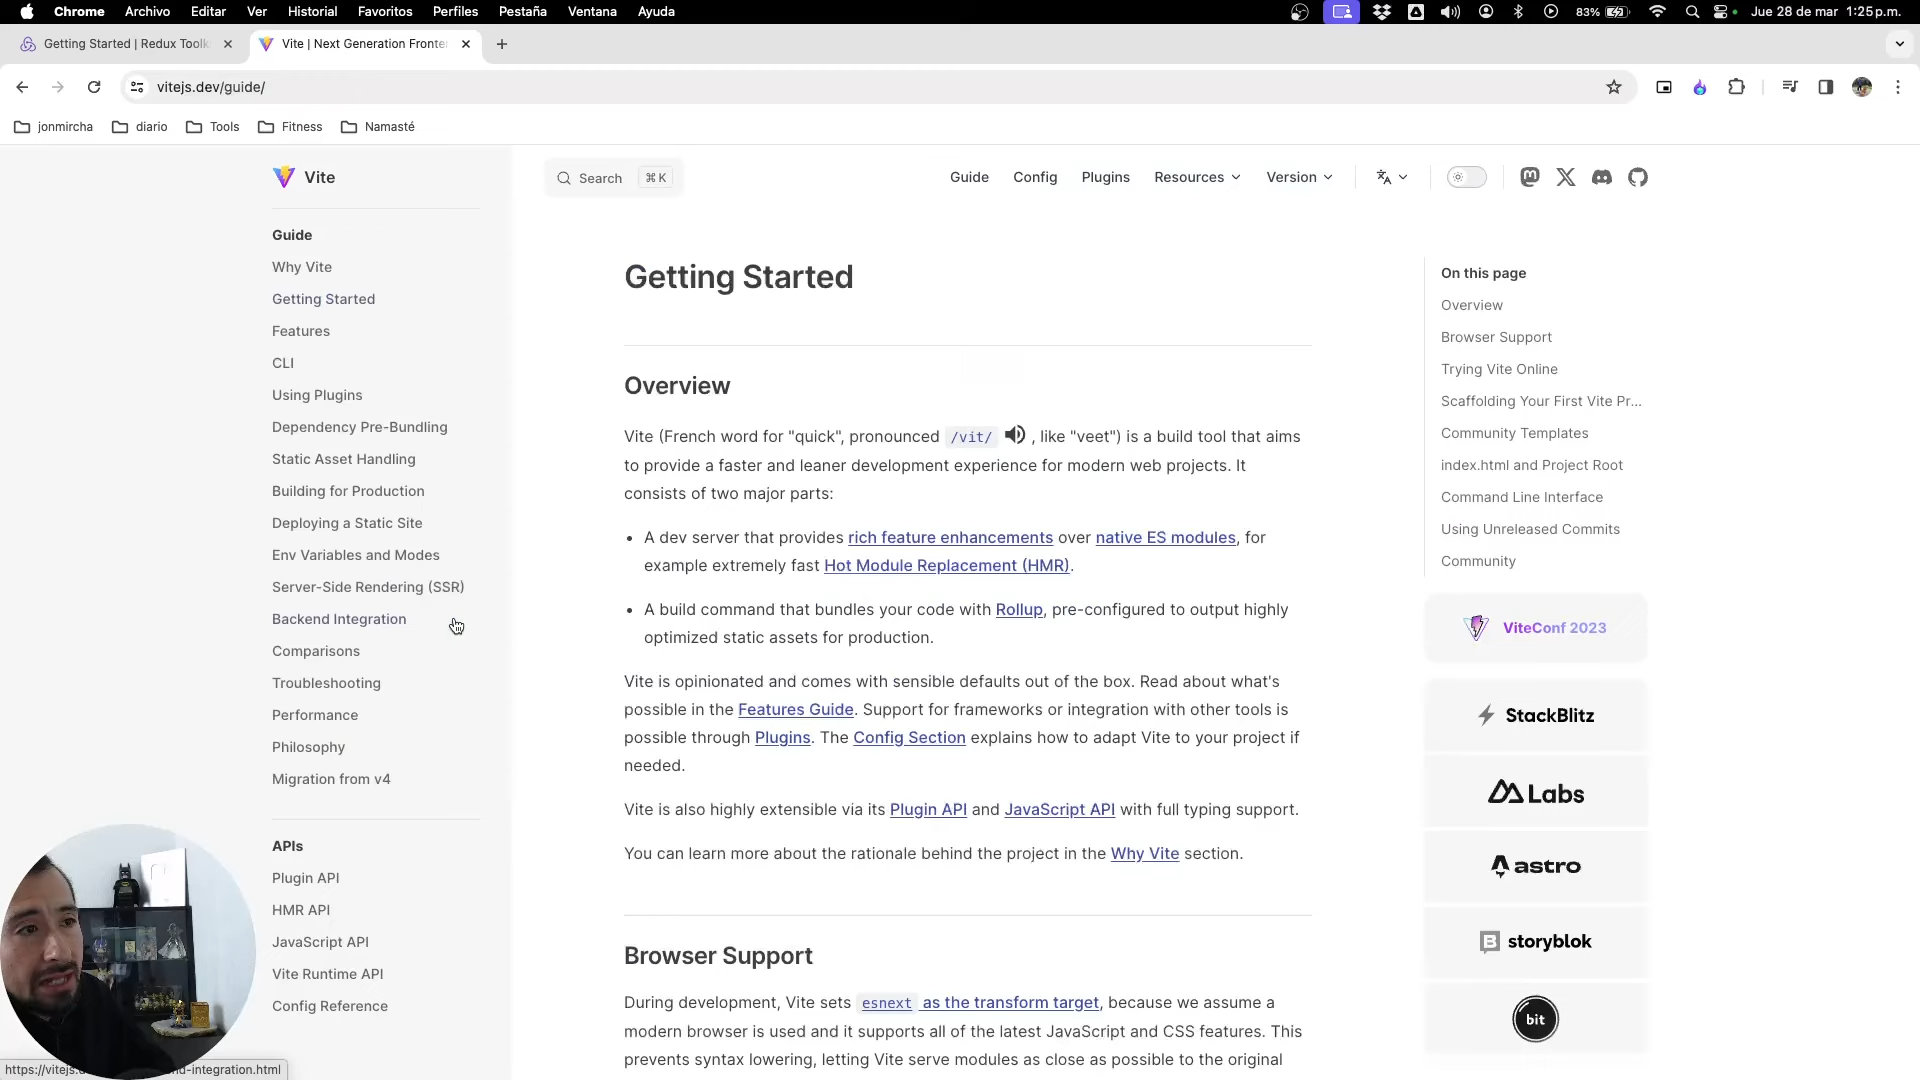 Chrome Archivo Editar Ver Historial Favoritos Perfiles Pestaña Ventana Ayuda
83% Jue 28 de mar 1:25 p.m.
Getting Started | Redux Toolk
Vite | Next Generation Fronte
vitejs.dev/guide/
jonmircha diario Tools Fitness Namasté
Vite
Search ⌘ K
Guide Config Plugins Resources Version
Guide
Why Vite
Getting Started
Features
CLI
Using Plugins
Dependency Pre-Bundling
Static Asset Handling
Building for Production
Deploying a Static Site
Env Variables and Modes
Server-Side Rendering (SSR)
Backend Integration
Comparisons
Troubleshooting
Performance
Philosophy
Migration from v4
APIs
Plugin API
HMR API
JavaScript API
Vite Runtime API
Config Reference
Getting Started
Overview
Vite (French word for "quick", pronounced /vit/ , like "veet") is a build tool that aims
to provide a faster and leaner development experience for modern web projects. It
consists of two major parts:
• A dev server that provides rich feature enhancements over native ES modules, for
example extremely fast Hot Module Replacement (HMR).
• A build command that bundles your code with Rollup, pre-configured to output highly
optimized static assets for production.
Vite is opinionated and comes with sensible defaults out of the box. Read about what's
possible in the Features Guide. Support for frameworks or integration with other tools is
possible through Plugins. The Config Section explains how to adapt Vite to your project if
needed.
Vite is also highly extensible via its Plugin API and JavaScript API with full typing support.
You can learn more about the rationale behind the project in the Why Vite section.
Browser Support
During development, Vite sets esnext as the transform target, because we assume a
modern browser is used and it supports all of the latest JavaScript and CSS features. This
prevents syntax lowering, letting Vite serve modules as close as possible to the original
On this page
Overview
Browser Support
Trying Vite Online
Scaffolding Your First Vite Pr...
Community Templates
index.html and Project Root
Command Line Interface
Using Unreleased Commits
Community
ViteConf 2023
StackBlitz
Labs
astro
storyblok
bit
https://vitejs.d
d-integration.html